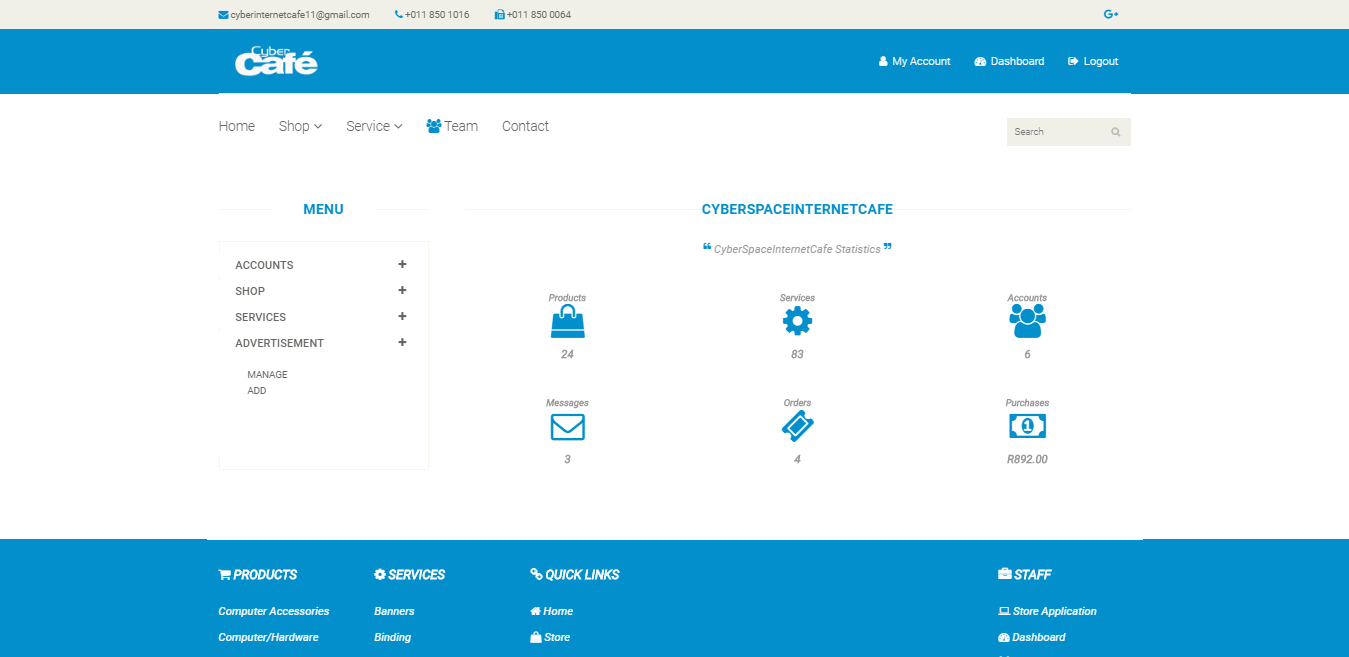 cyberinternetcafe11@gmail.com +011 850 1016 +011 850 0064 G+
Cyber
Café
My Account Dashboard Logout
Home Shop Service Team Contact
Search
MENU
ACCOUNTS +
SHOP +
SERVICES +
ADVERTISEMENT +
MANAGE
ADD
CYBERSPACEINTERNETCAFE
“ CyberSpaceInternetCafe Statistics ”
Products Services Accounts
24 83 6
Messages Orders Purchases
1
3 4 R892.00
PRODUCTS SERVICES QUICK LINKS STAFF
Computer Accessories Banners Home Store Application
Computer/Hardware Binding Store Dashboard